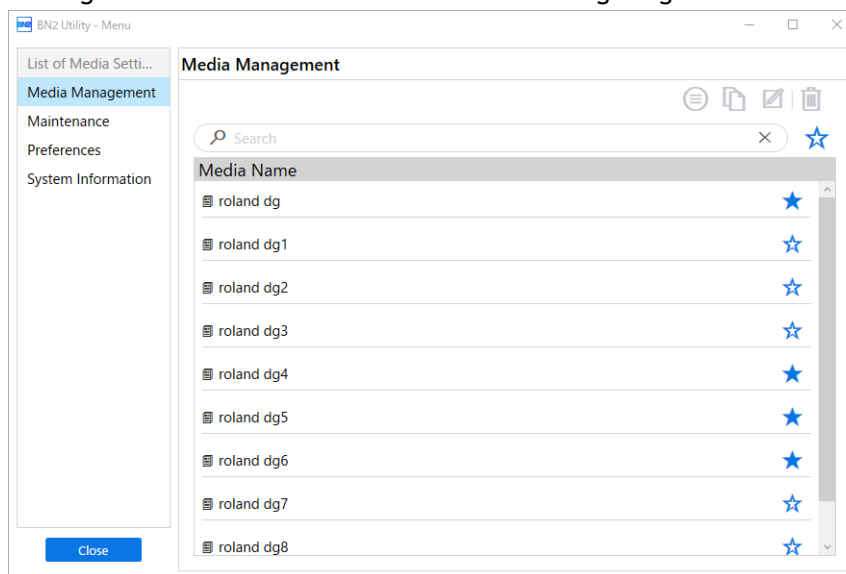 BN2 BN2 Utility - Menu
List of Media Setti...
Media Management
Maintenance
Preferences
System Information
Close
Media Management
Search
Media Name
roland dg
roland dg1
roland dg2
roland dg3
roland dg4
roland dg5
roland dg6
roland dg7
roland dg8